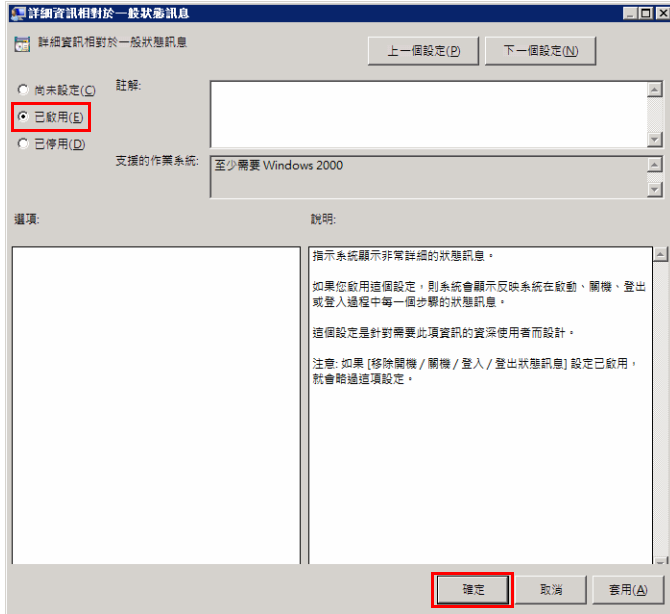 詳細資訊相對於一般狀態訊息
詳細資訊相對於一般狀態訊息
上一個設定(P)
下一個設定(N)
尚未設定(C)
註解:
已啟用(E)
已停用(D)
支援的作業系統:
至少需要 Windows 2000
選項:
說明:
指示系統顯示非常詳細的狀態訊息。
如果您啟用這個設定，則系統會顯示反映系統在啟動、關機、登出
或登入過程中每一個步驟的狀態訊息。
這個設定是針對需要此項資訊的資深使用者而設計。
注意: 如果 [移除開機 / 關機 / 登入 / 登出狀態訊息] 設定已啟用，
就會略過這項設定。
確定
取消
套用(A)